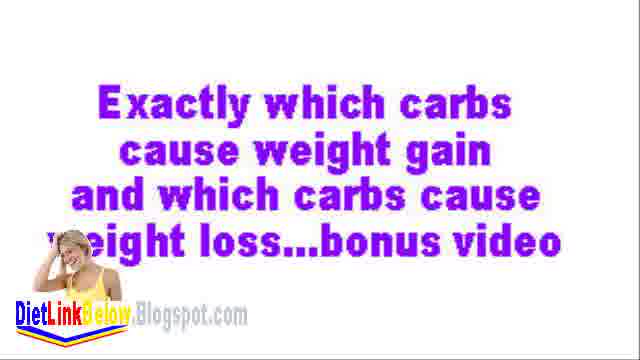 Exactly which carbs
cause weight gain
and which carbs cause
weight loss...bonus video
DietLinkBelow.Blogspot.com